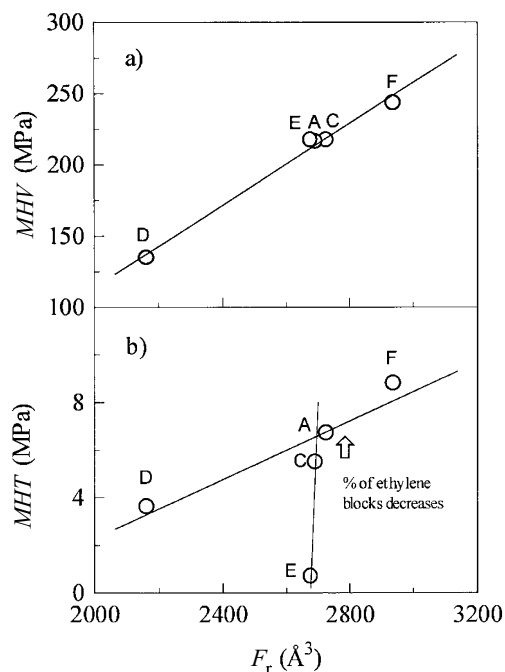 300
a)
F
E A C
250
MHV (MPa)
200
D
150
100
b)
F
8
A
MHT (MPa)
C
% of ethylene
blocks decreases
D
4
E
0
2000 2400 2800 3200
Fr (Å3)